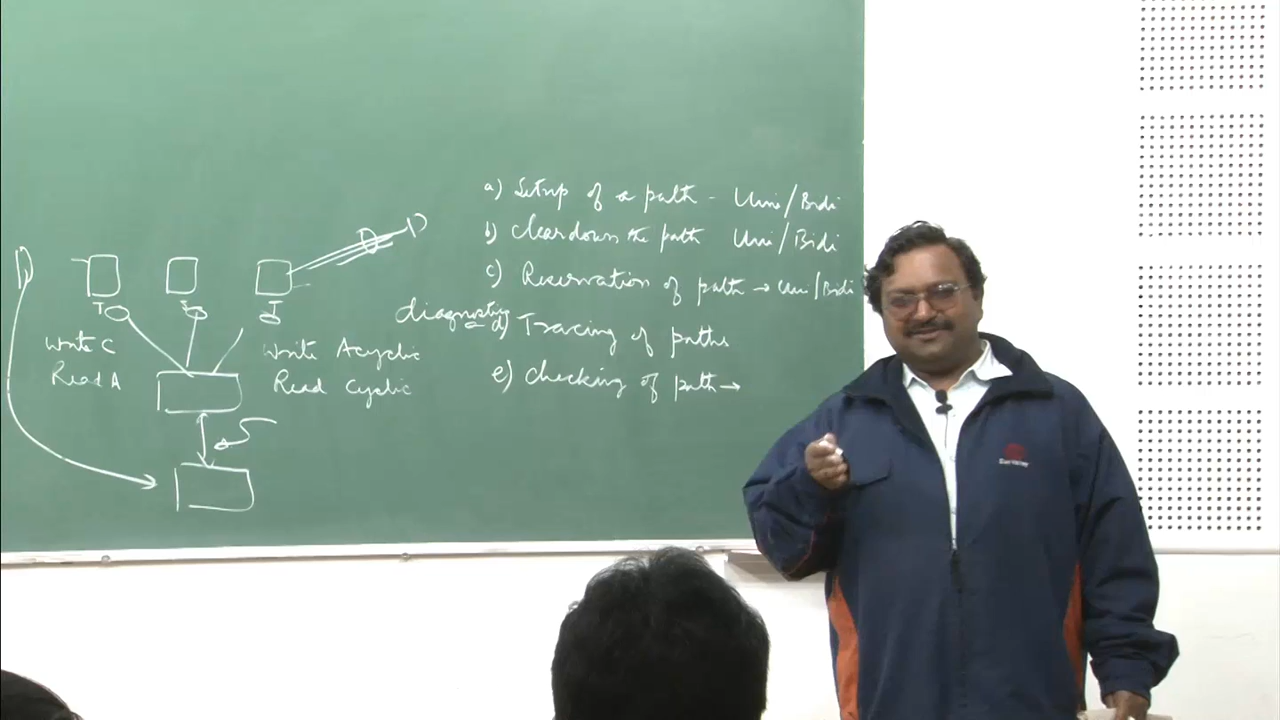 a) Setup of a path - Uni/Bidi
b) Cleardown the path Uni/Bidi
c) Reservation of path → Uni/Bidi
diagnostics d) Tracing of paths
e) Checking of path →
T I
Write C
Read A
Write Acyclic
Read Cyclic